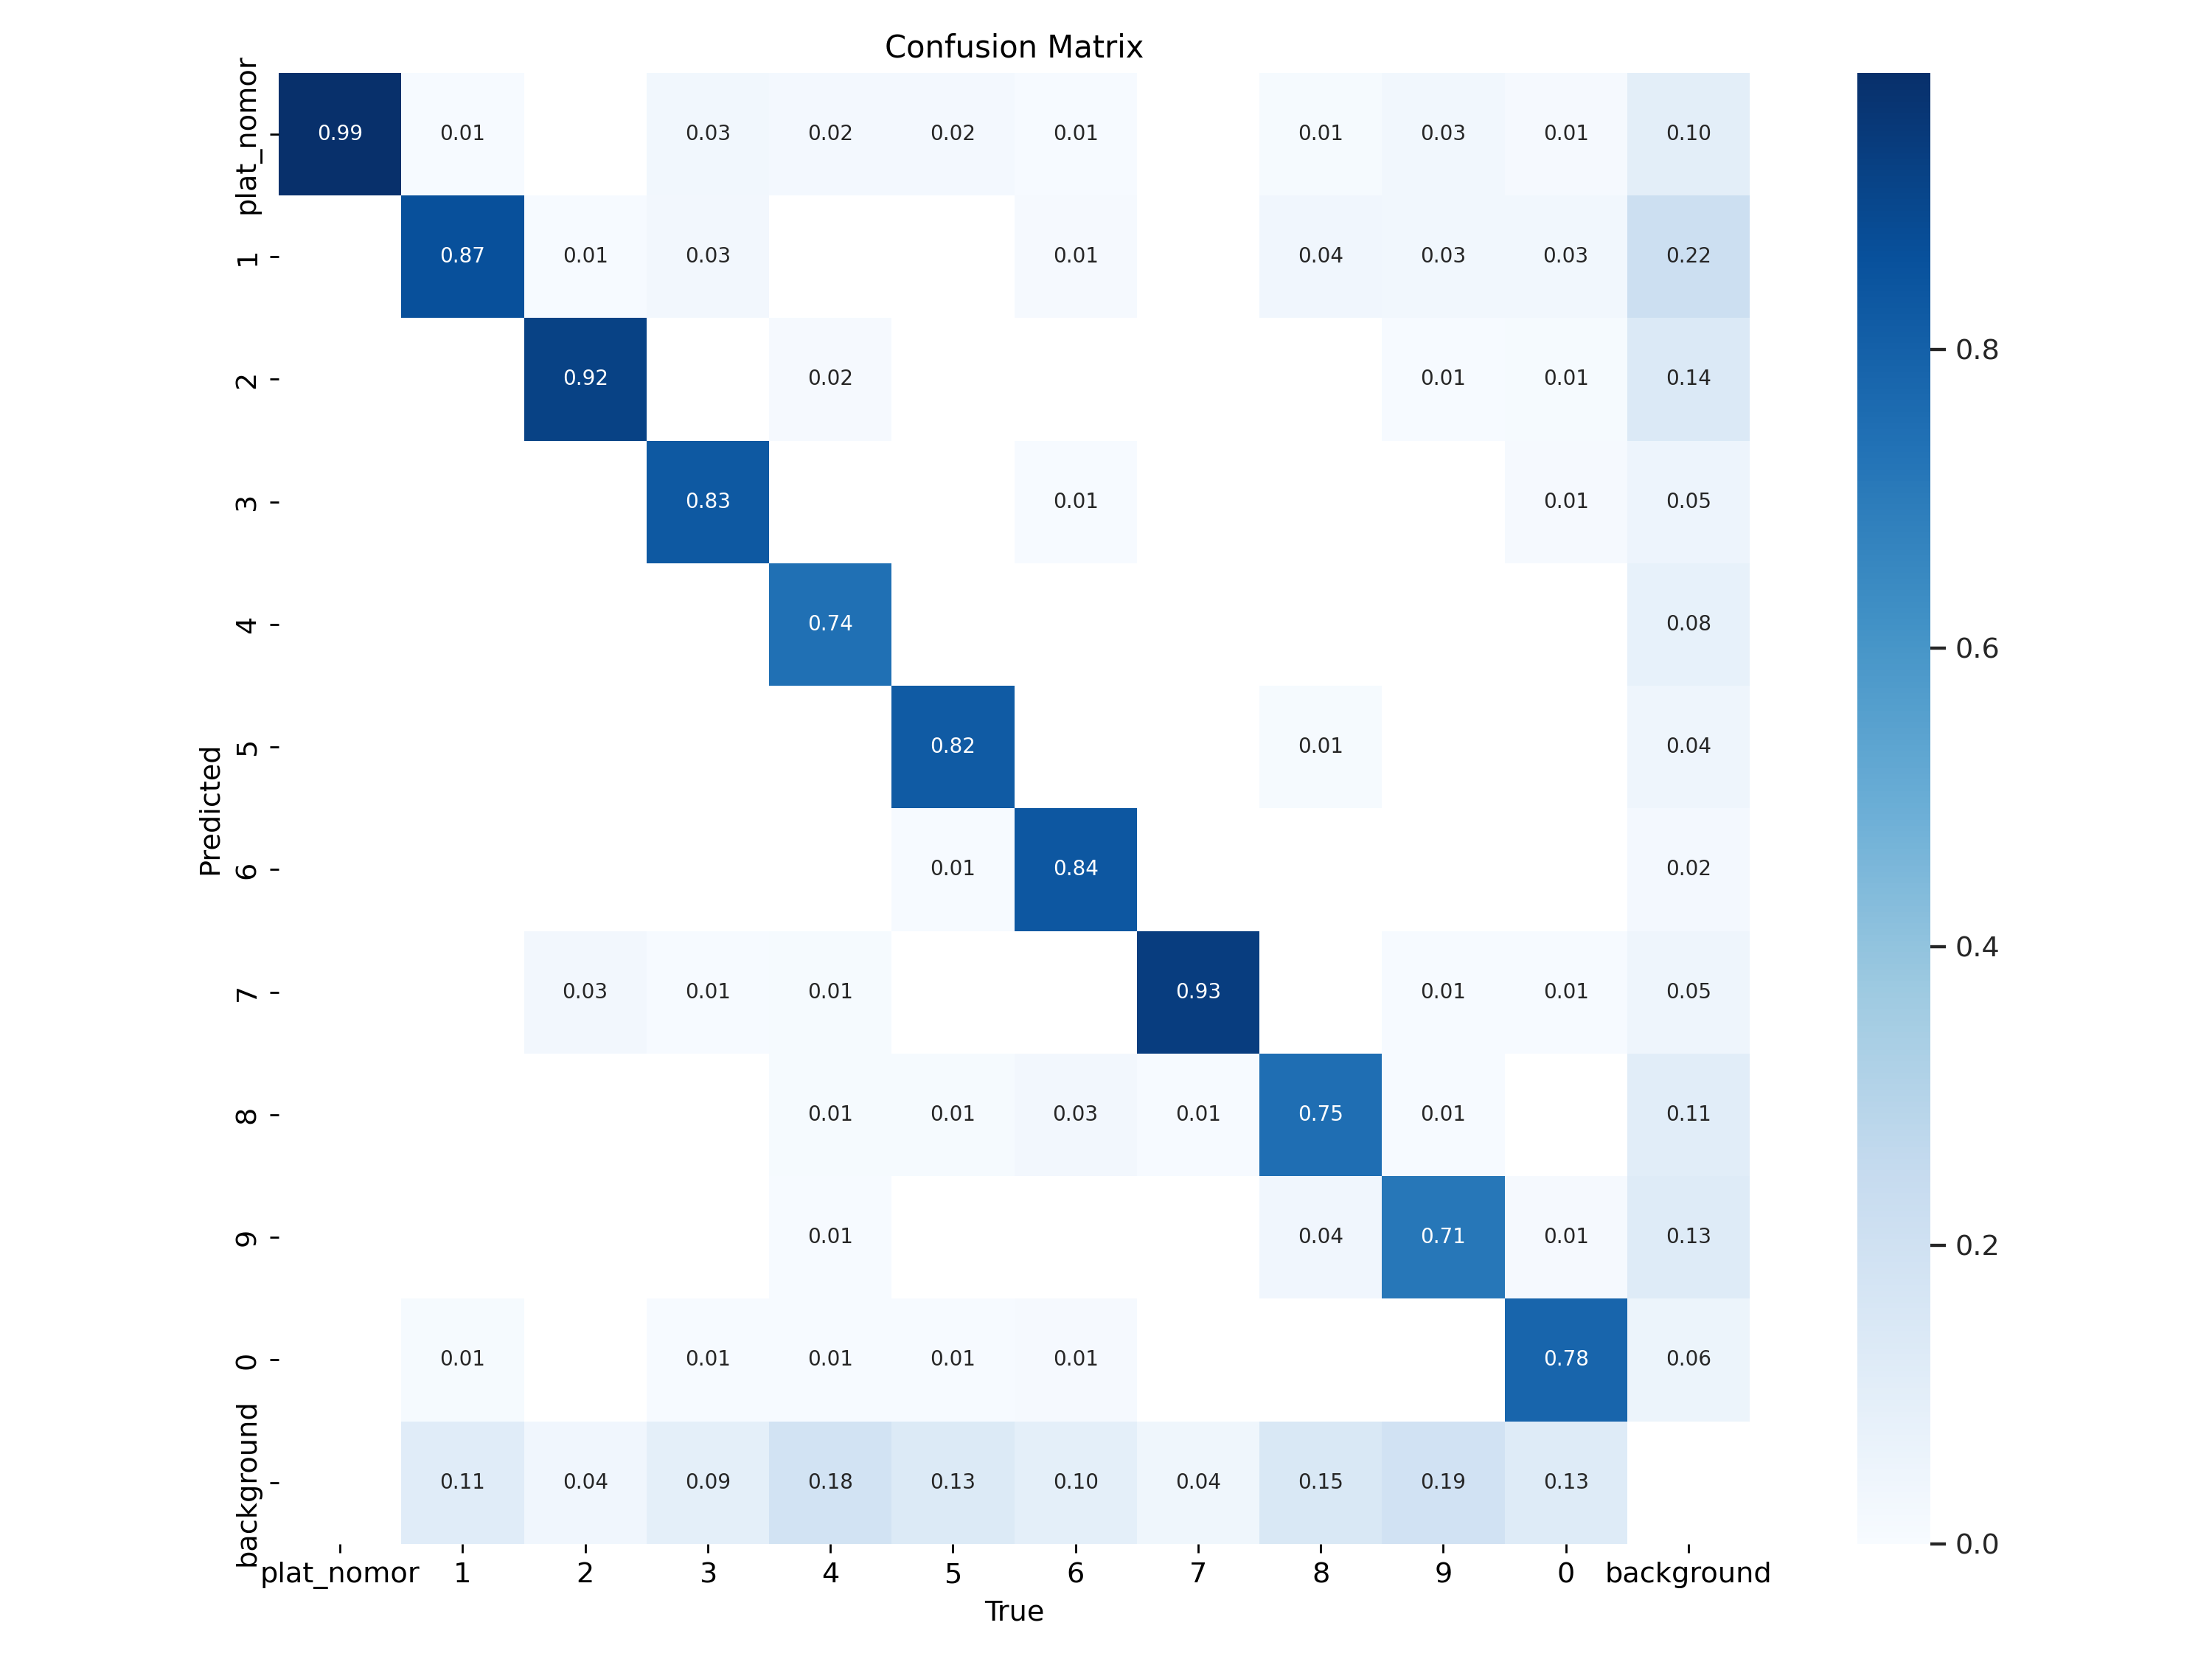 Confusion Matrix
plat_nomor 0.99 0.01 0.03 0.02 0.02 0.01 0.01 0.03 0.01 0.10
1 0.87 0.01 0.03 0.01 0.04 0.03 0.03 0.22
2 0.92 0.02 0.01 0.01 0.14
3 0.83 0.01 0.01 0.05
4 0.74 0.08
5 0.82 0.01 0.04
6 0.01 0.84 0.02
7 0.03 0.01 0.01 0.93 0.01 0.01 0.05
8 0.01 0.01 0.03 0.01 0.75 0.01 0.11
9 0.01 0.04 0.71 0.01 0.13
0 0.01 0.01 0.01 0.01 0.01 0.78 0.06
background 0.11 0.04 0.09 0.18 0.13 0.10 0.04 0.15 0.19 0.13
plat_nomor 1 2 3 4 5 6 7 8 9 0 background
True
Predicted
0.8
0.6
0.4
0.2
0.0